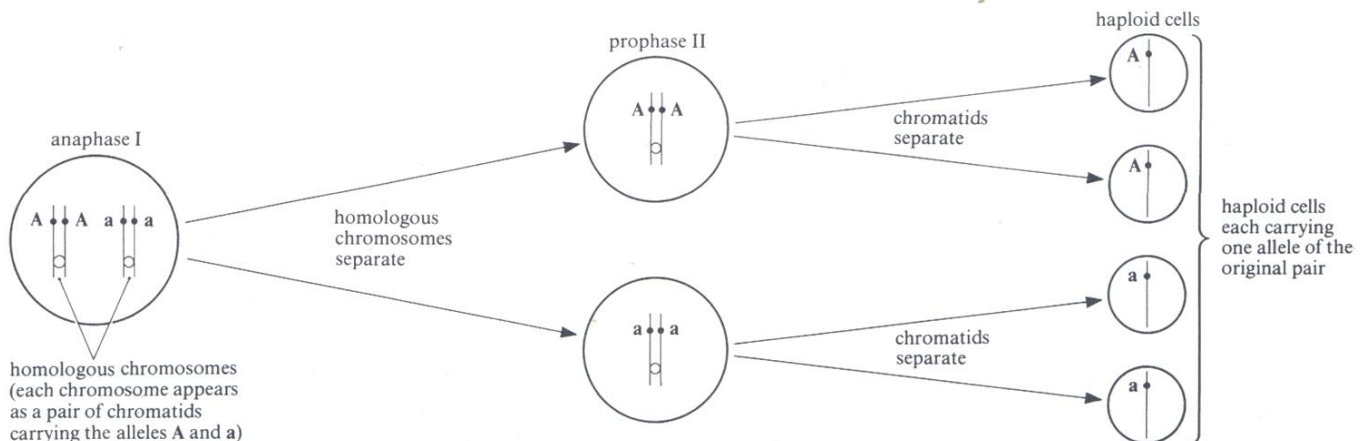 haploid cells
prophase II
A
A A
chromatids
separate
anaphase I
A
A A a a
homologous
chromosomes
separate
haploid cells
each carrying
one allele of the
original pair
a
a a
chromatids
separate
homologous chromosomes
(each chromosome appears
as a pair of chromatids
carrying the alleles A and a)
a